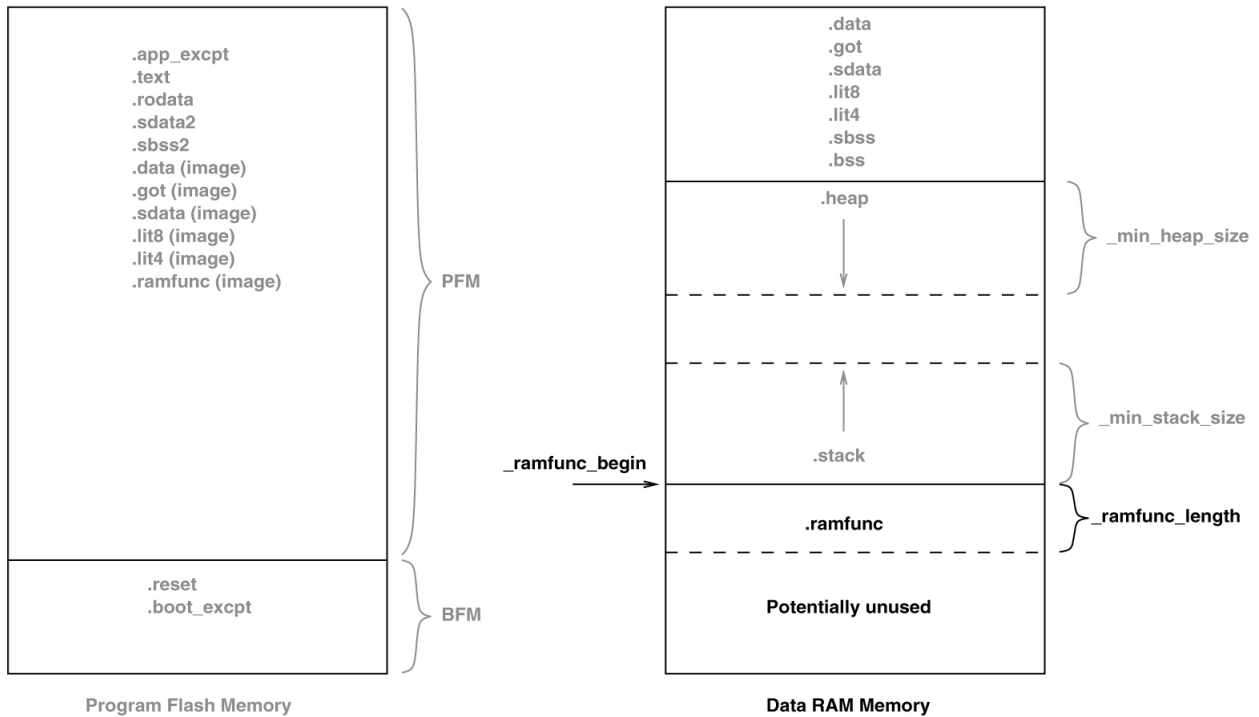 .app_excpt
.text
.rodata
.sdata2
.sbss2
.data (image)
.got (image)
.sdata (image)
.lit8 (image)
.lit4 (image)
.ramfunc (image)
PFM
.reset
.boot_excpt
BFM
Program Flash Memory
.data
.got
.sdata
.lit8
.lit4
.sbss
.bss
.heap
_min_heap_size
_min_stack_size
.stack
_ramfunc_begin
.ramfunc
_ramfunc_length
Potentially unused
Data RAM Memory